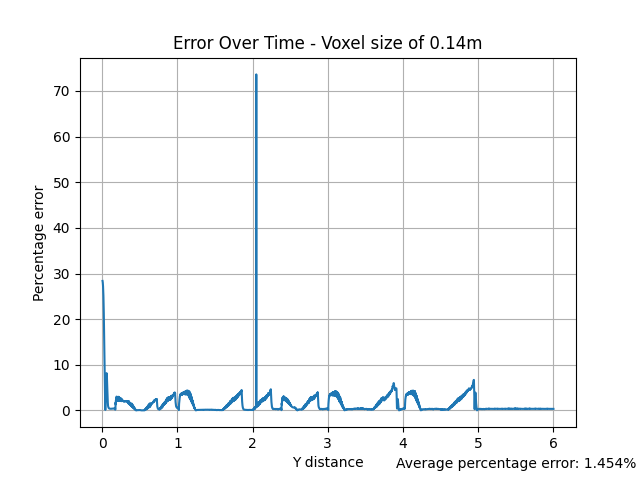 Error Over Time - Voxel size of 0.14m
Percentage error
70
60
50
40
30
20
10
0
0 1 2 3 4 5 6
Y distance
Average percentage error: 1.454%